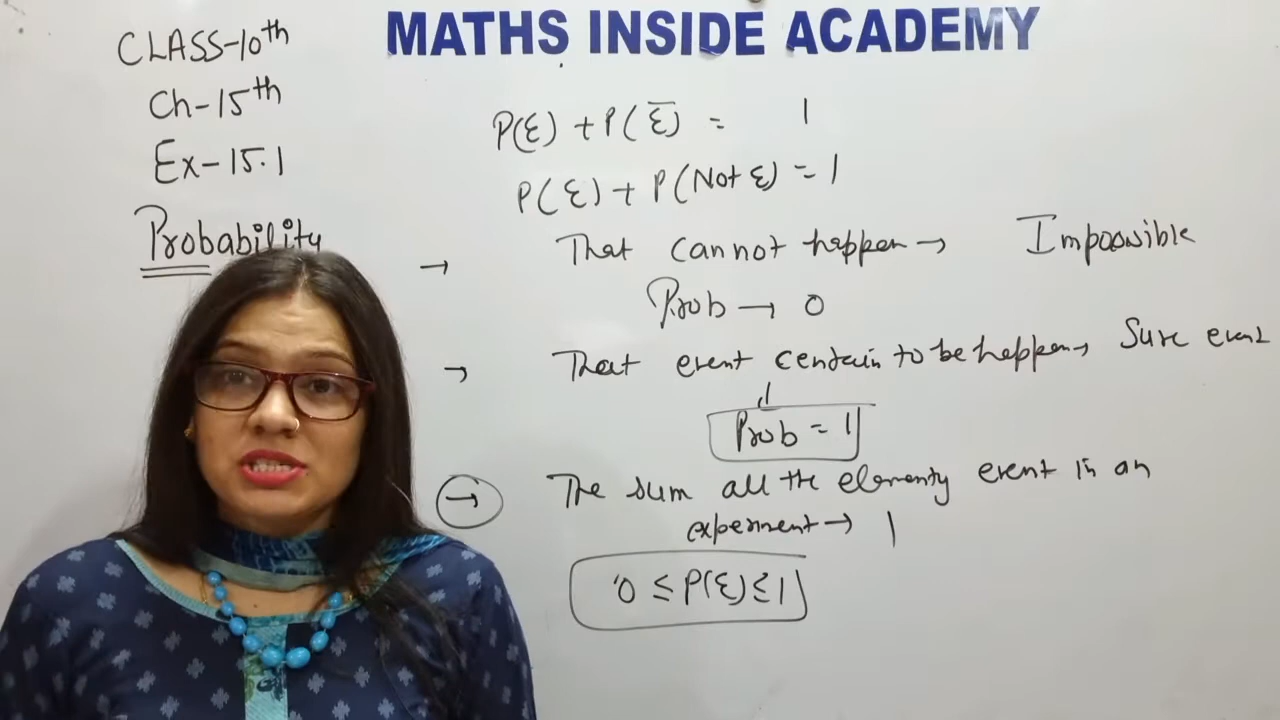 MATHS INSIDE ACADEMY
CLASS-10th
Ch-15th
Ex-15.1
Probability
P(E) + P(E̅) = 1
P(E) + P(Not E) = 1
→ That cannot happen → Impossible
Prob → 0
→ That event certain to be happen → Sure event
↓
Prob = 1
→ The sum all the elementy event in an
experiment → 1
0 ≤ P(E) ≤ 1